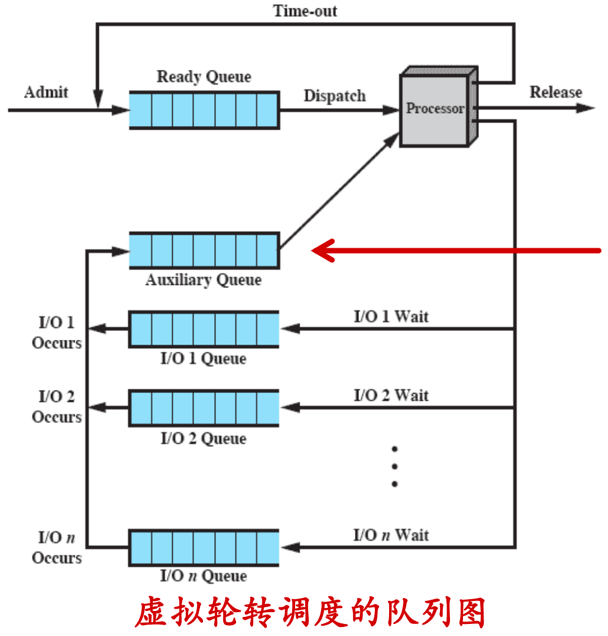 Time-out
Ready Queue
Admit
Dispatch
Processor
Release
Auxiliary Queue
I/O 1
Occurs
I/O 1 Wait
I/O 1 Queue
I/O 2
Occurs
I/O 2 Wait
I/O 2 Queue
I/O n
Occurs
I/O n Wait
I/O n Queue
虚拟轮转调度的队列图